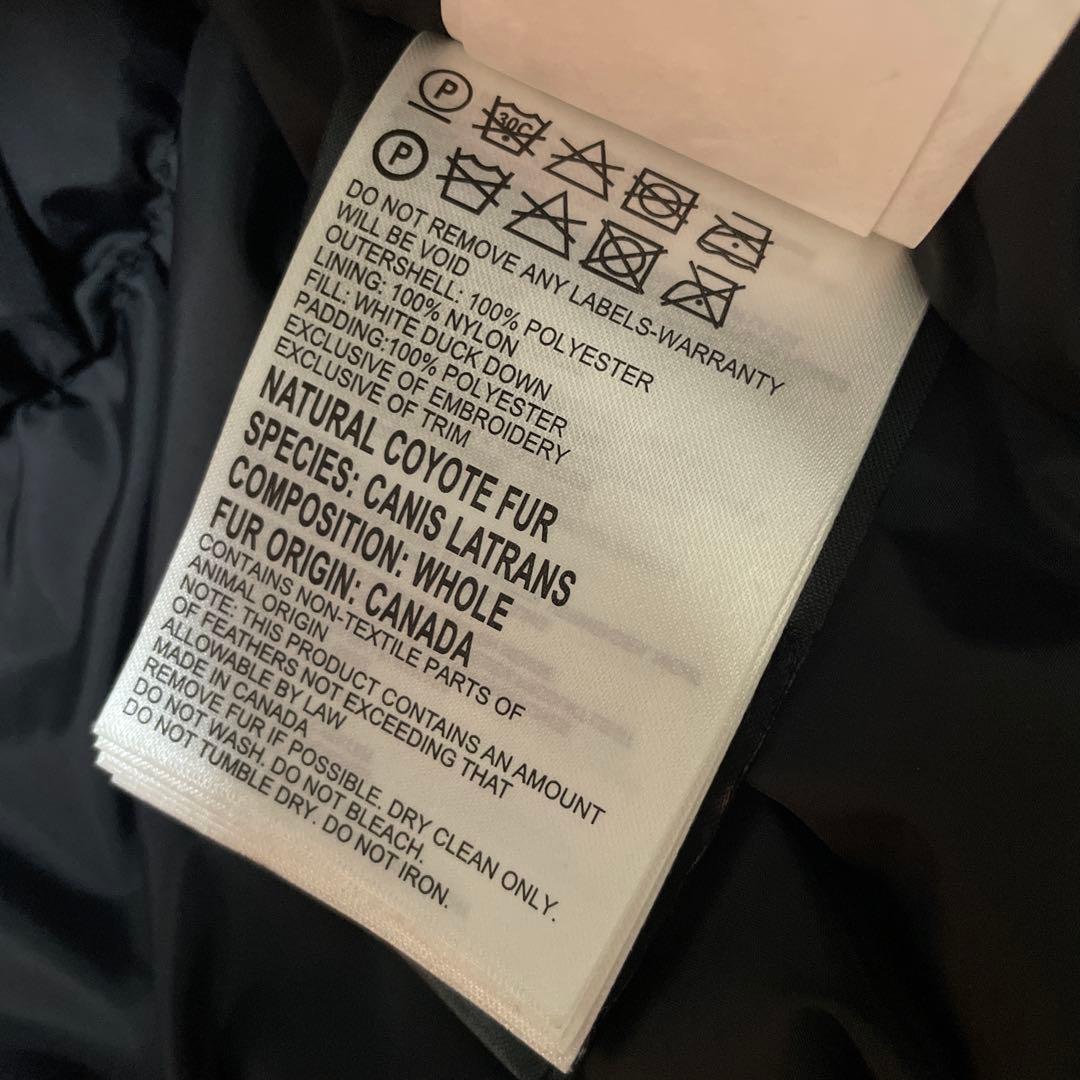 P 30C
P
DO NOT REMOVE ANY LABELS-WARRANTY
WILL BE VOID
OUTERSHELL: 100% POLYESTER
LINING: 100% NYLON
FILL: WHITE DUCK DOWN
PADDING:100% POLYESTER
EXCLUSIVE OF EMBROIDERY
EXCLUSIVE OF TRIM
NATURAL COYOTE FUR
SPECIES: CANIS LATRANS
COMPOSITION: WHOLE
FUR ORIGIN: CANADA
CONTAINS NON-TEXTILE PARTS OF
ANIMAL ORIGIN
NOTE: THIS PRODUCT CONTAINS AN AMOUNT
OF FEATHERS NOT EXCEEDING THAT
ALLOWABLE BY LAW
MADE IN CANADA
REMOVE FUR IF POSSIBLE. DRY CLEAN ONLY.
DO NOT WASH. DO NOT BLEACH.
DO NOT TUMBLE DRY. DO NOT IRON.